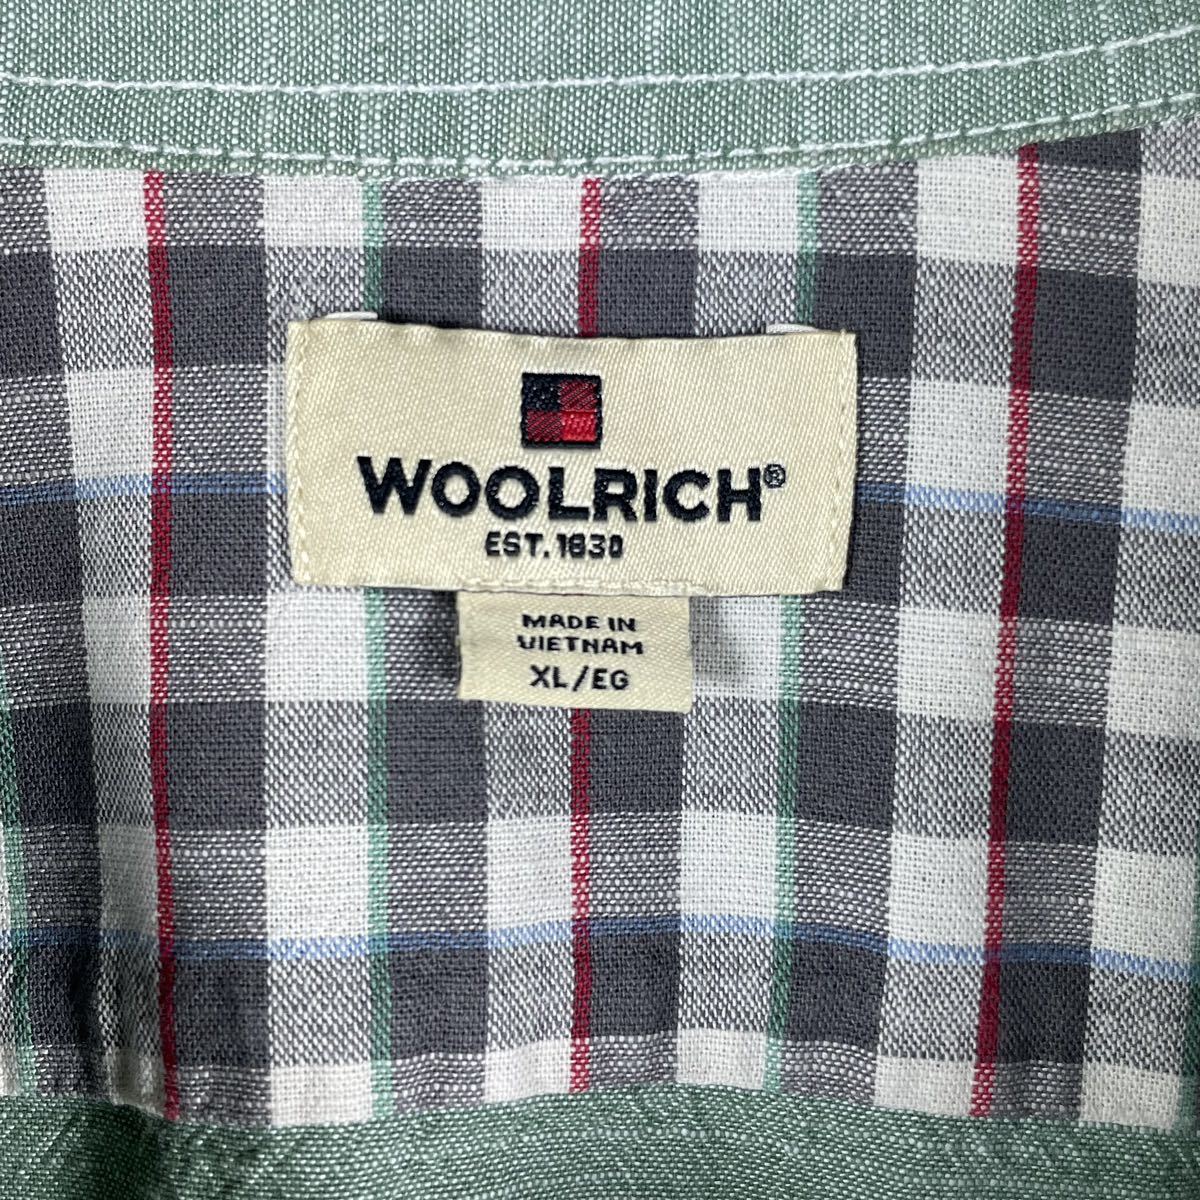 WOOLRICH®
EST. 1830
MADE IN
VIETNAM
XL/EG